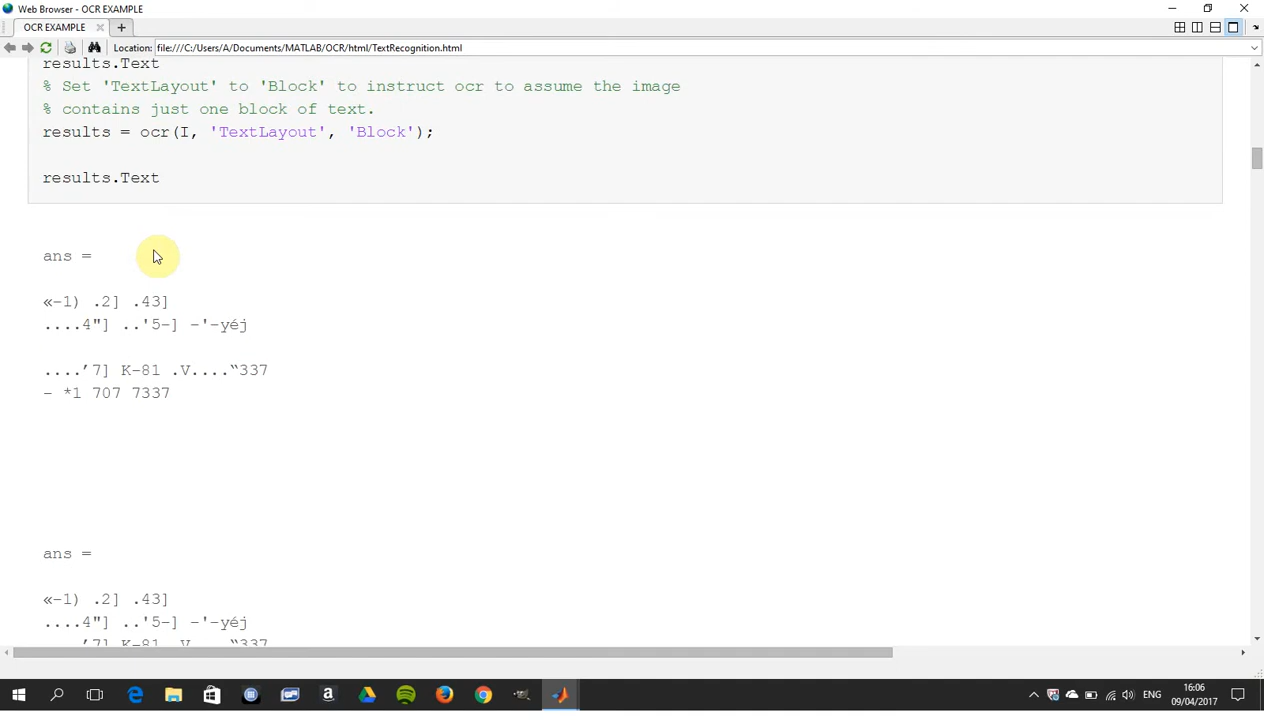 Web Browser - OCR EXAMPLE
OCR EXAMPLE
Location: file:///C:/Users/A/Documents/MATLAB/OCR/html/TextRecognition.html
results.Text
% Set 'TextLayout' to 'Block' to instruct ocr to assume the image
% contains just one block of text.
results = ocr(I, 'TextLayout', 'Block');
results.Text
ans =
«-1) .2] .43]
....4"] ..'5-] -'-yéj
....’7] K-81 .V....“337
- *1 707 7337
ans =
«-1) .2] .43]
....4"] ..'5-] -'-yéj
....’7] K-81 .V....“337
ENG
16:06
09/04/2017